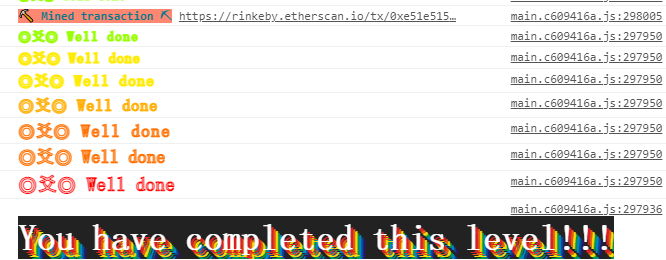 ⛏ Mined transaction ⛏ https://rinkeby.etherscan.io/tx/0xe51e515… main.c609416a.js:298005
◎爻◎ Well done main.c609416a.js:297950
◎爻◎ Well done main.c609416a.js:297950
◎爻◎ Well done main.c609416a.js:297950
◎爻◎ Well done main.c609416a.js:297950
◎爻◎ Well done main.c609416a.js:297950
◎爻◎ Well done main.c609416a.js:297950
◎爻◎ Well done main.c609416a.js:297950
main.c609416a.js:297936
You have completed this level!!!